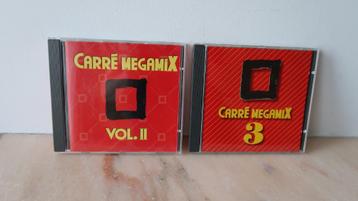 CARRÉ MEGAMIX
VOL. II
CARRÉ MEGAMIX
3